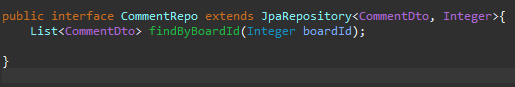 public interface CommentRepo extends JpaRepository<CommentDto, Integer>{
List<CommentDto> findByBoardId(Integer boardId);
}